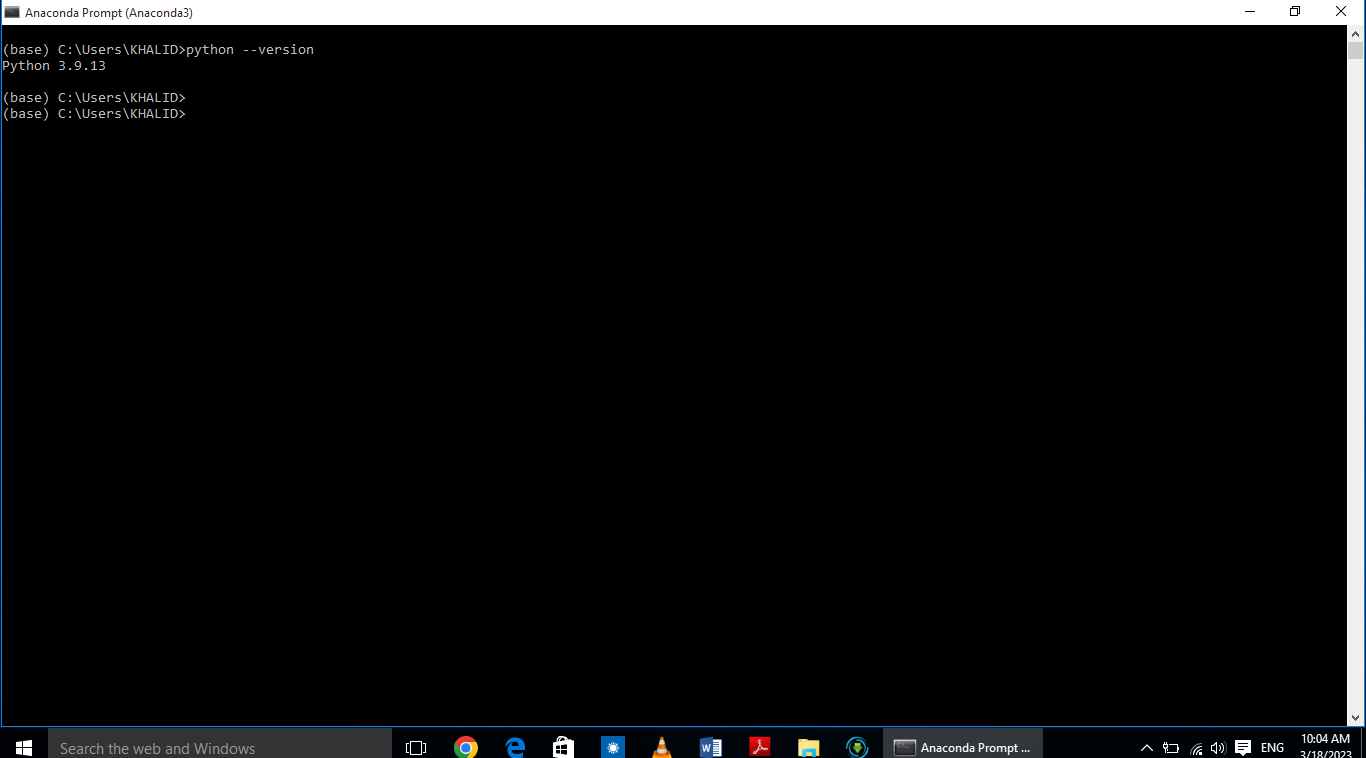 Anaconda Prompt (Anaconda3)
(base) C:\Users\KHALID>python --version
Python 3.9.13
(base) C:\Users\KHALID>
(base) C:\Users\KHALID>
Search the web and Windows
Anaconda Prompt ...
ENG
10:04 AM
3/18/2023